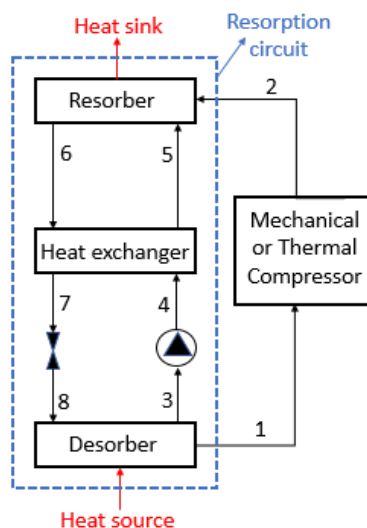 Heat sink
Resorption
circuit
Resorber
2
6
5
Heat exchanger
Mechanical
or Thermal
Compressor
7
4
8
3
1
Desorber
Heat source